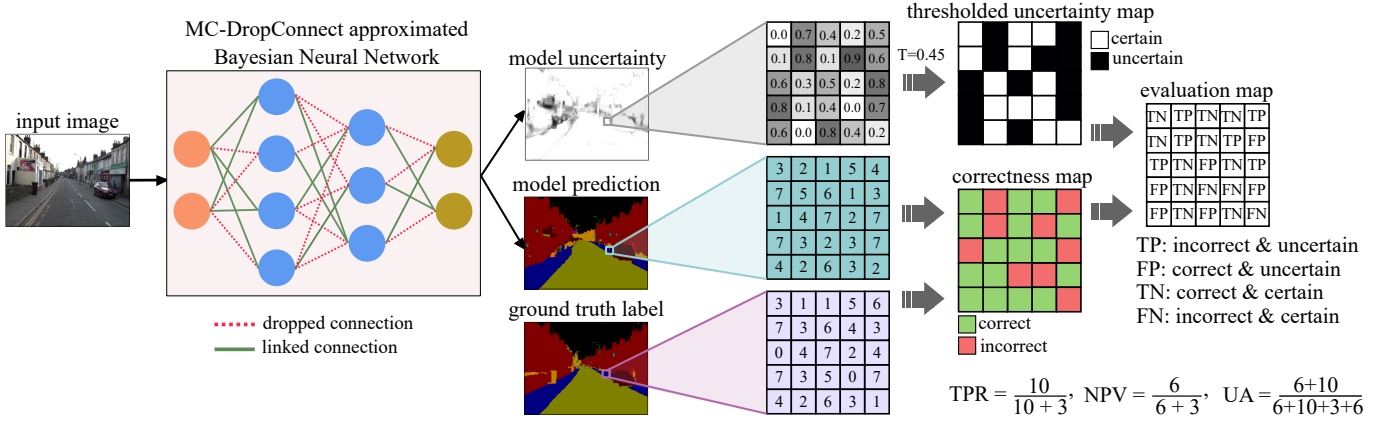 MC-DropConnect approximated
Bayesian Neural Network
input image
dropped connection
linked connection
model uncertainty
model prediction
ground truth label
0.0 0.7 0.4 0.2 0.5
0.1 0.8 0.1 0.9 0.6
0.6 0.3 0.5 0.2 0.8
0.8 0.1 0.4 0.0 0.7
0.6 0.0 0.8 0.4 0.2
3 2 1 5 4
7 5 6 1 3
1 4 7 2 7
7 3 2 3 7
4 2 6 3 2
3 1 1 5 6
7 3 6 4 3
0 4 7 2 4
7 3 5 0 7
4 2 6 3 1
T=0.45
thresholded uncertainty map
certain
uncertain
correctness map
correct
incorrect
evaluation map
TN TP TN TN TP
TN TP TN TP FP
TP TN FP TN TP
FP TN FN FN FP
FP TN FP TN FN
TP: incorrect & uncertain
FP: correct & uncertain
TN: correct & certain
FN: incorrect & certain
TPR = 10 / 10 + 3, NPV = 6 / 6 + 3, UA = 6+10 / 6+10+3+6